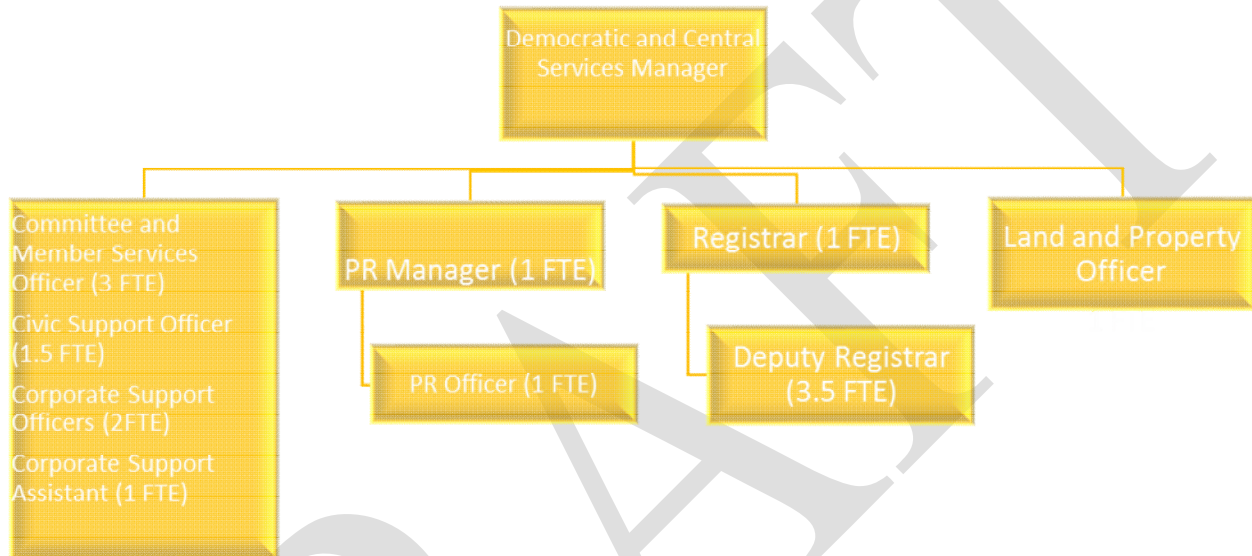 Democratic and Central
Services Manager
Committee and
Member Services
Officer (3 FTE)
Civic Support Officer
(1.5 FTE)
Corporate Support
Officers (2FTE)
Corporate Support
Assistant (1 FTE)
PR Manager (1 FTE)
PR Officer (1 FTE)
Registrar (1 FTE)
Deputy Registrar
(3.5 FTE)
Land and Property
Officer